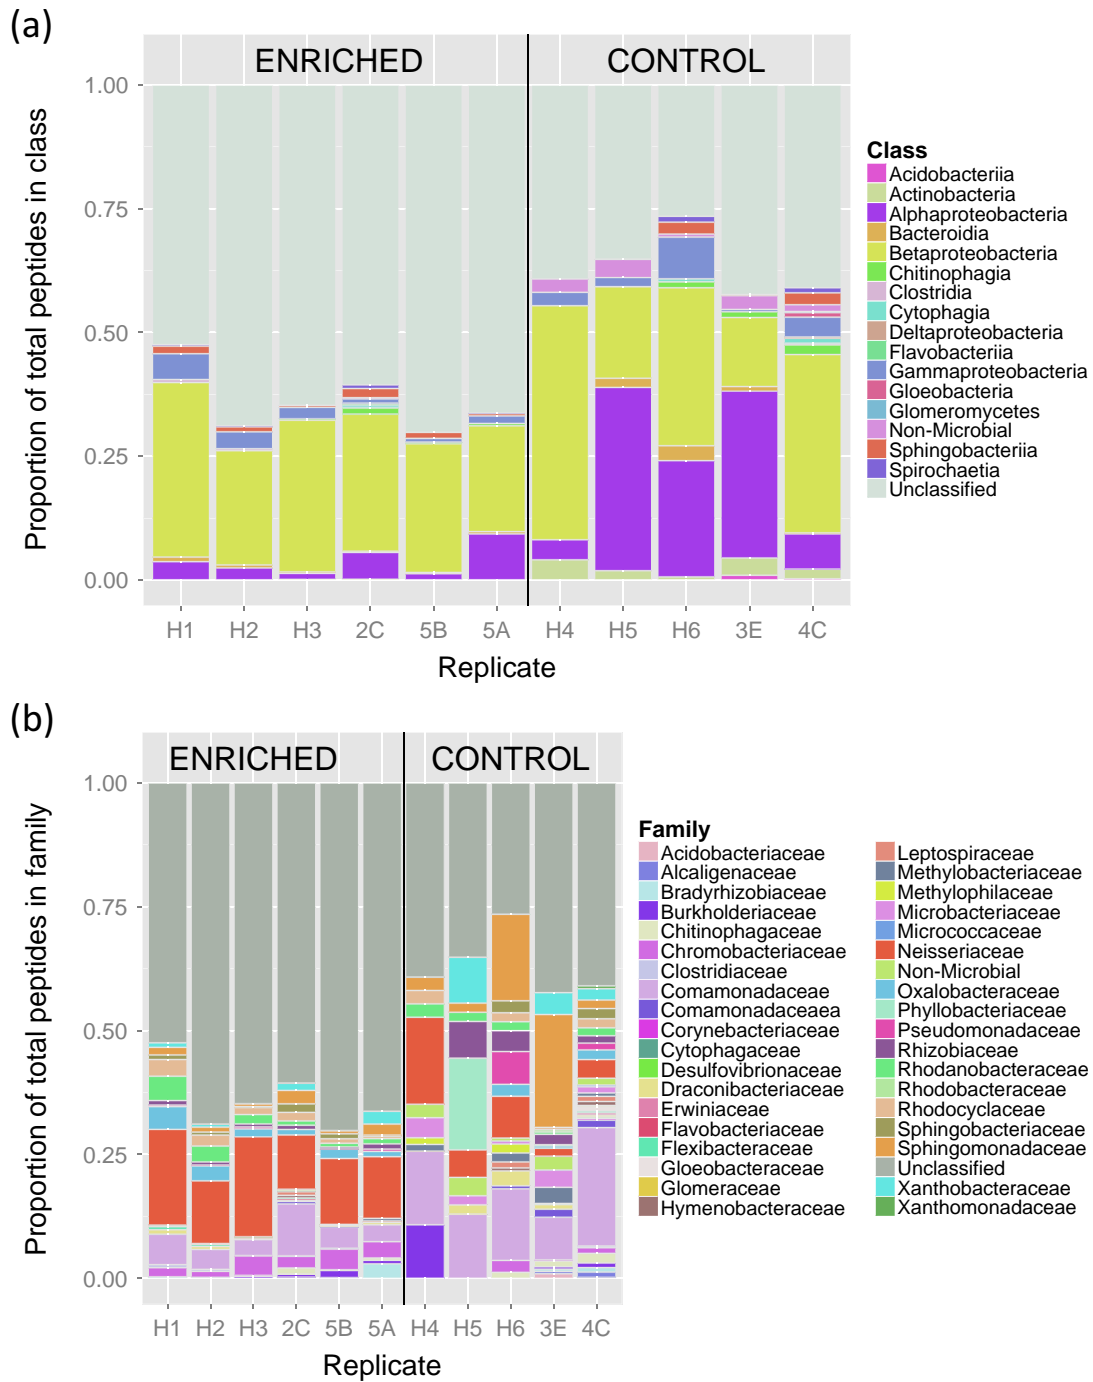 (a)
ENRICHED
CONTROL
1.00
0.75
0.50
0.25
0.00
Proportion of total peptides in class
H1 H2 H3 2C 5B 5A H4 H5 H6 3E 4C
Replicate
Class
Acidobacteriia
Actinobacteria
Alphaproteobacteria
Bacteroidia
Betaproteobacteria
Chitinophagia
Clostridia
Cytophagia
Deltaproteobacteria
Flavobacteriia
Gammaproteobacteria
Gloeobacteria
Glomeromycetes
Non-Microbial
Sphingobacteriia
Spirochaetia
Unclassified
(b)
ENRICHED
CONTROL
1.00
0.75
0.50
0.25
0.00
Proportion of total peptides in family
H1 H2 H3 2C 5B 5A H4 H5 H6 3E 4C
Replicate
Family
Acidobacteriaceae
Alcaligenaceae
Bradyrhizobiaceae
Burkholderiaceae
Chitinophagaceae
Chromobacteriaceae
Clostridiaceae
Comamonadaceae
Comamonadaceaea
Corynebacteriaceae
Cytophagaceae
Desulfovibrionaceae
Draconibacteriaceae
Erwiniaceae
Flavobacteriaceae
Flexibacteraceae
Gloeobacteraceae
Glomeraceae
Hymenobacteraceae
Leptospiraceae
Methylobacteriaceae
Methylophilaceae
Microbacteriaceae
Micrococcaceae
Neisseriaceae
Non-Microbial
Oxalobacteraceae
Phyllobacteriaceae
Pseudomonadaceae
Rhizobiaceae
Rhodanobacteraceae
Rhodobacteraceae
Rhodocyclaceae
Sphingobacteriaceae
Sphingomonadaceae
Unclassified
Xanthobacteraceae
Xanthomonadaceae